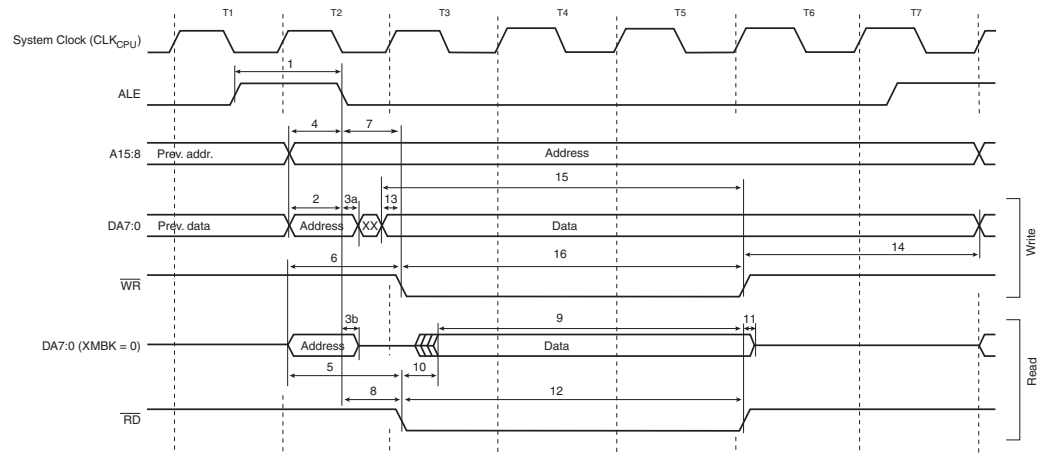 T1 T2 T3 T4 T5 T6 T7
System Clock (CLKCPU)
1
ALE
4 7
A15:8 Prev. addr. Address
15
2 3a 13
DA7:0 Prev. data Address XX Data
14
6 16
WR
Write
3b 9 11
DA7:0 (XMBK = 0) Address Data
5 10
8 12
RD
Read